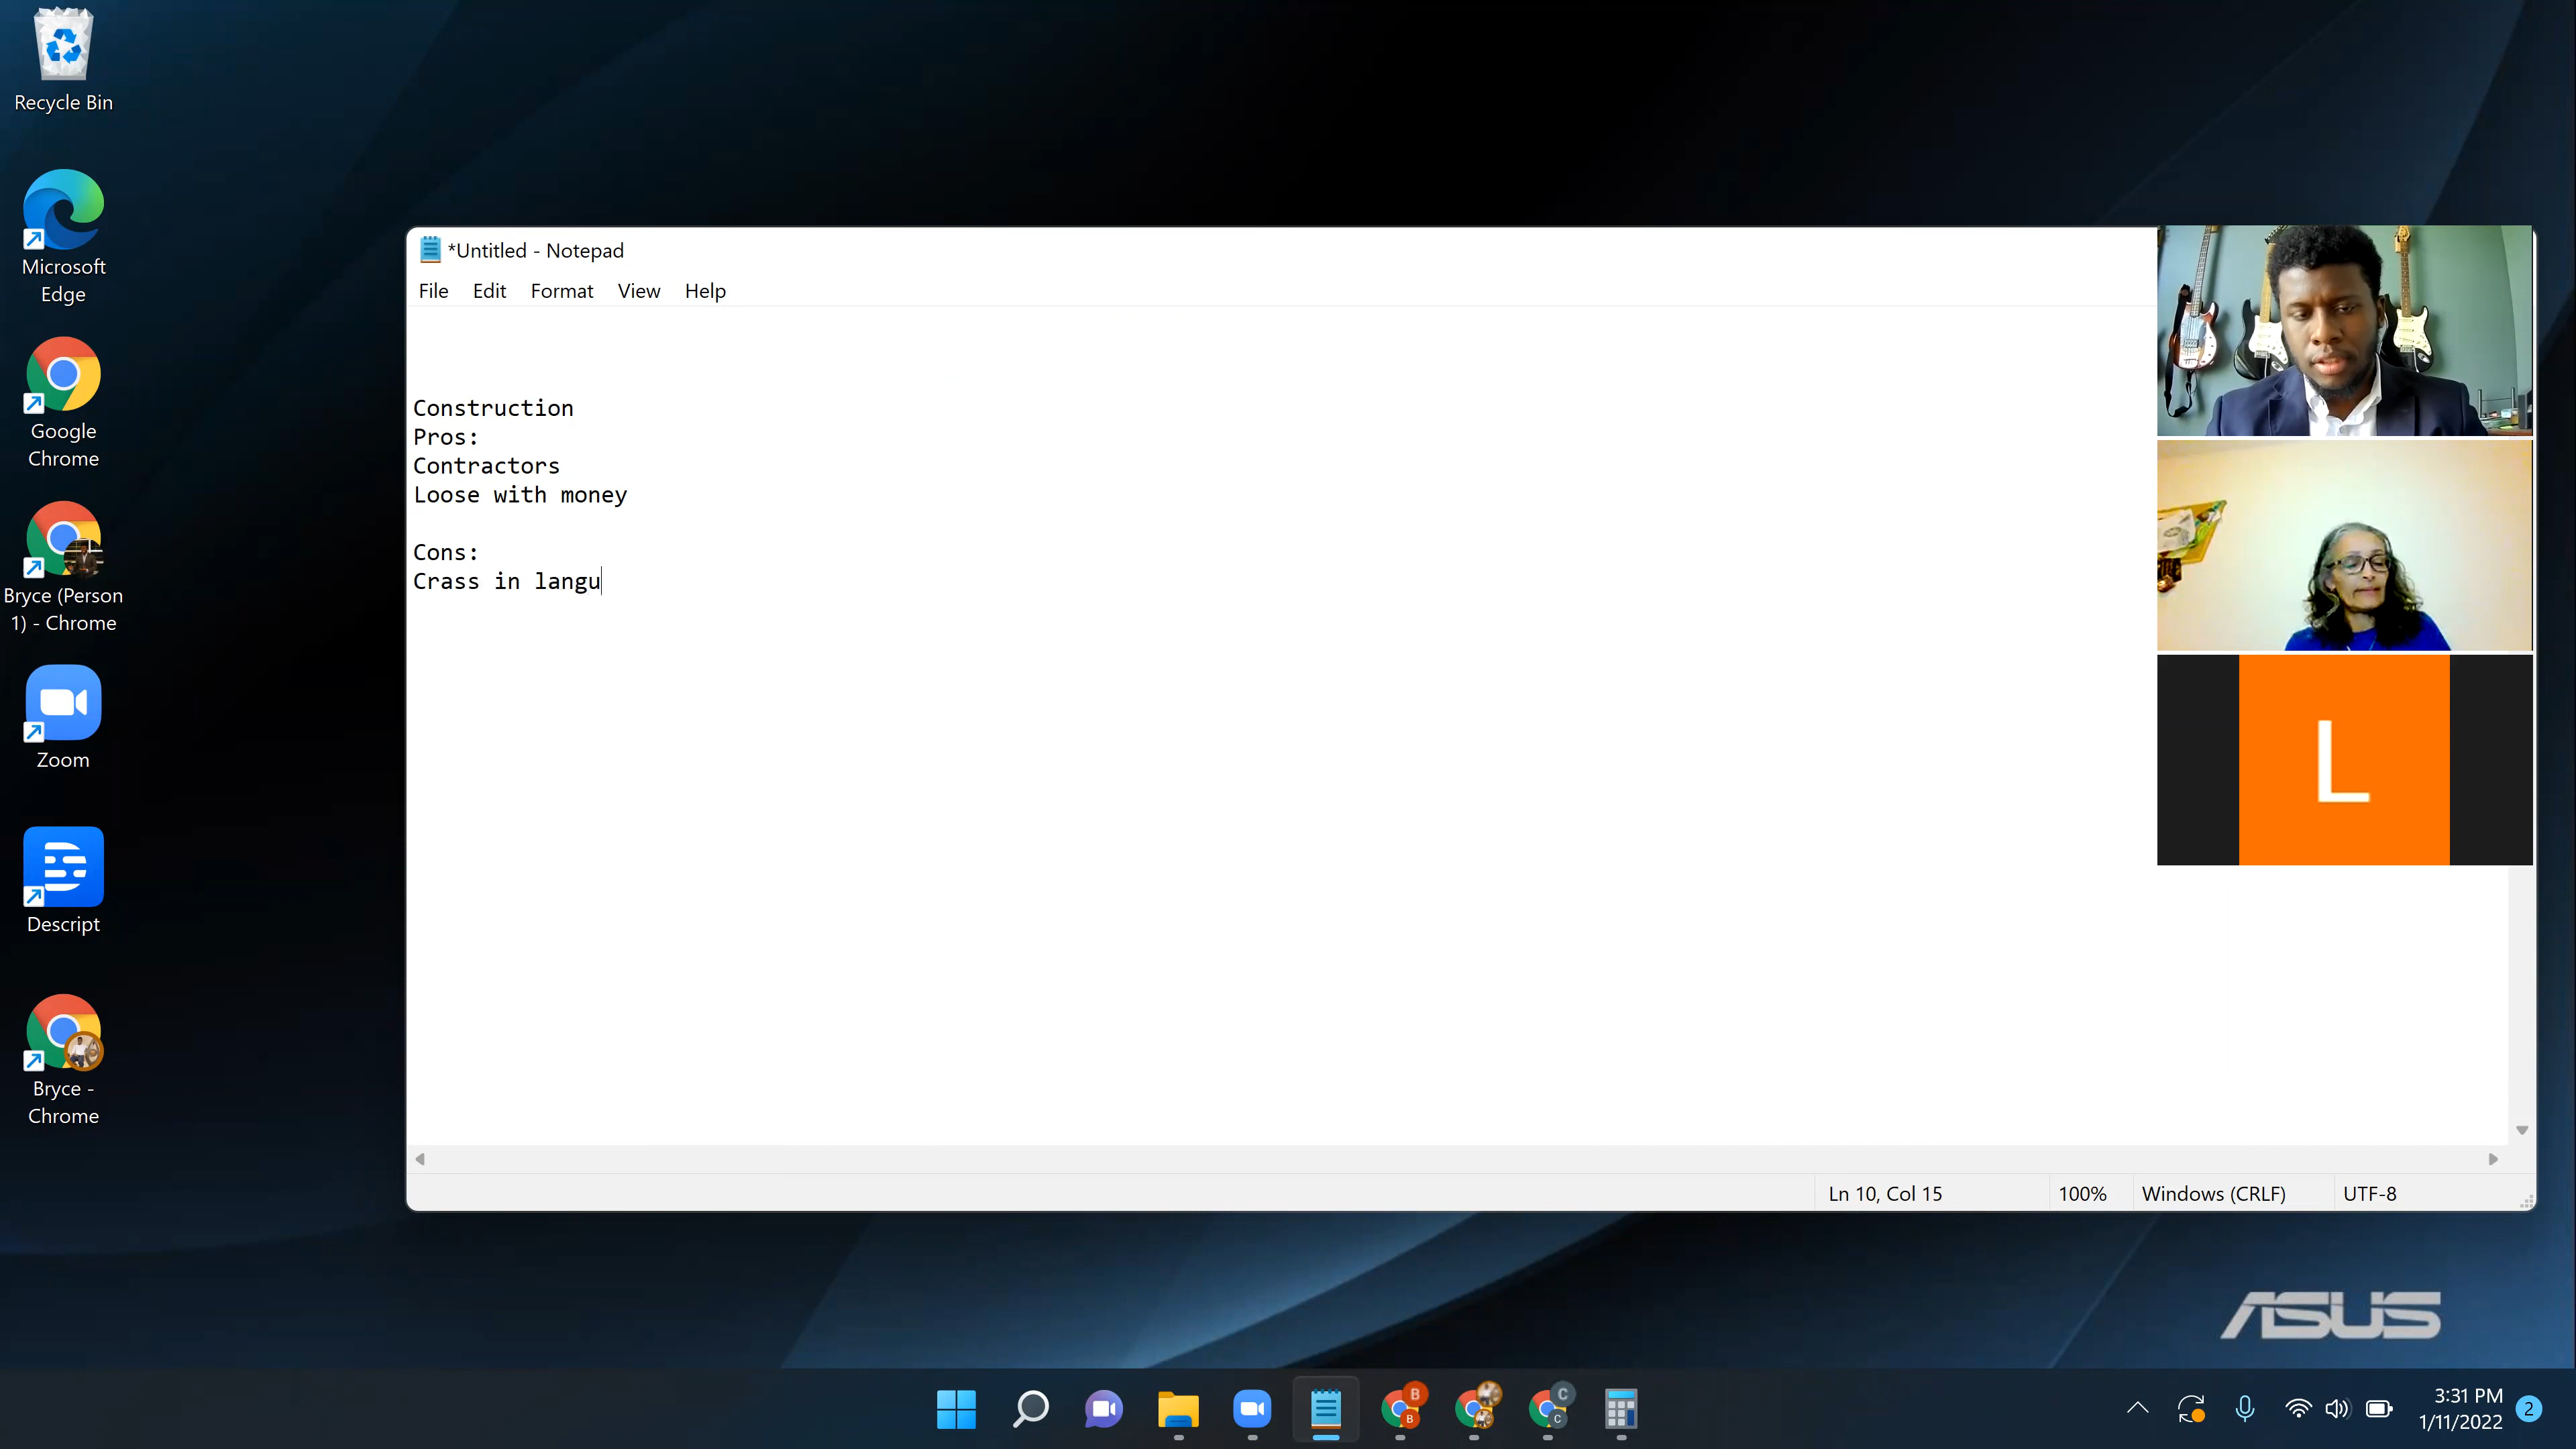 Recycle Bin
Microsoft
Edge
Google
Chrome
Bryce (Person
1) - Chrome
Zoom
Descript
Bryce -
Chrome
*Untitled - Notepad
File Edit Format View Help
Construction
Pros:
Contractors
Loose with money
Cons:
Crass in langu
Ln 10, Col 15 100% Windows (CRLF) UTF-8
L
ASUS
B
B
C
C
3:31 PM
1/11/2022
2